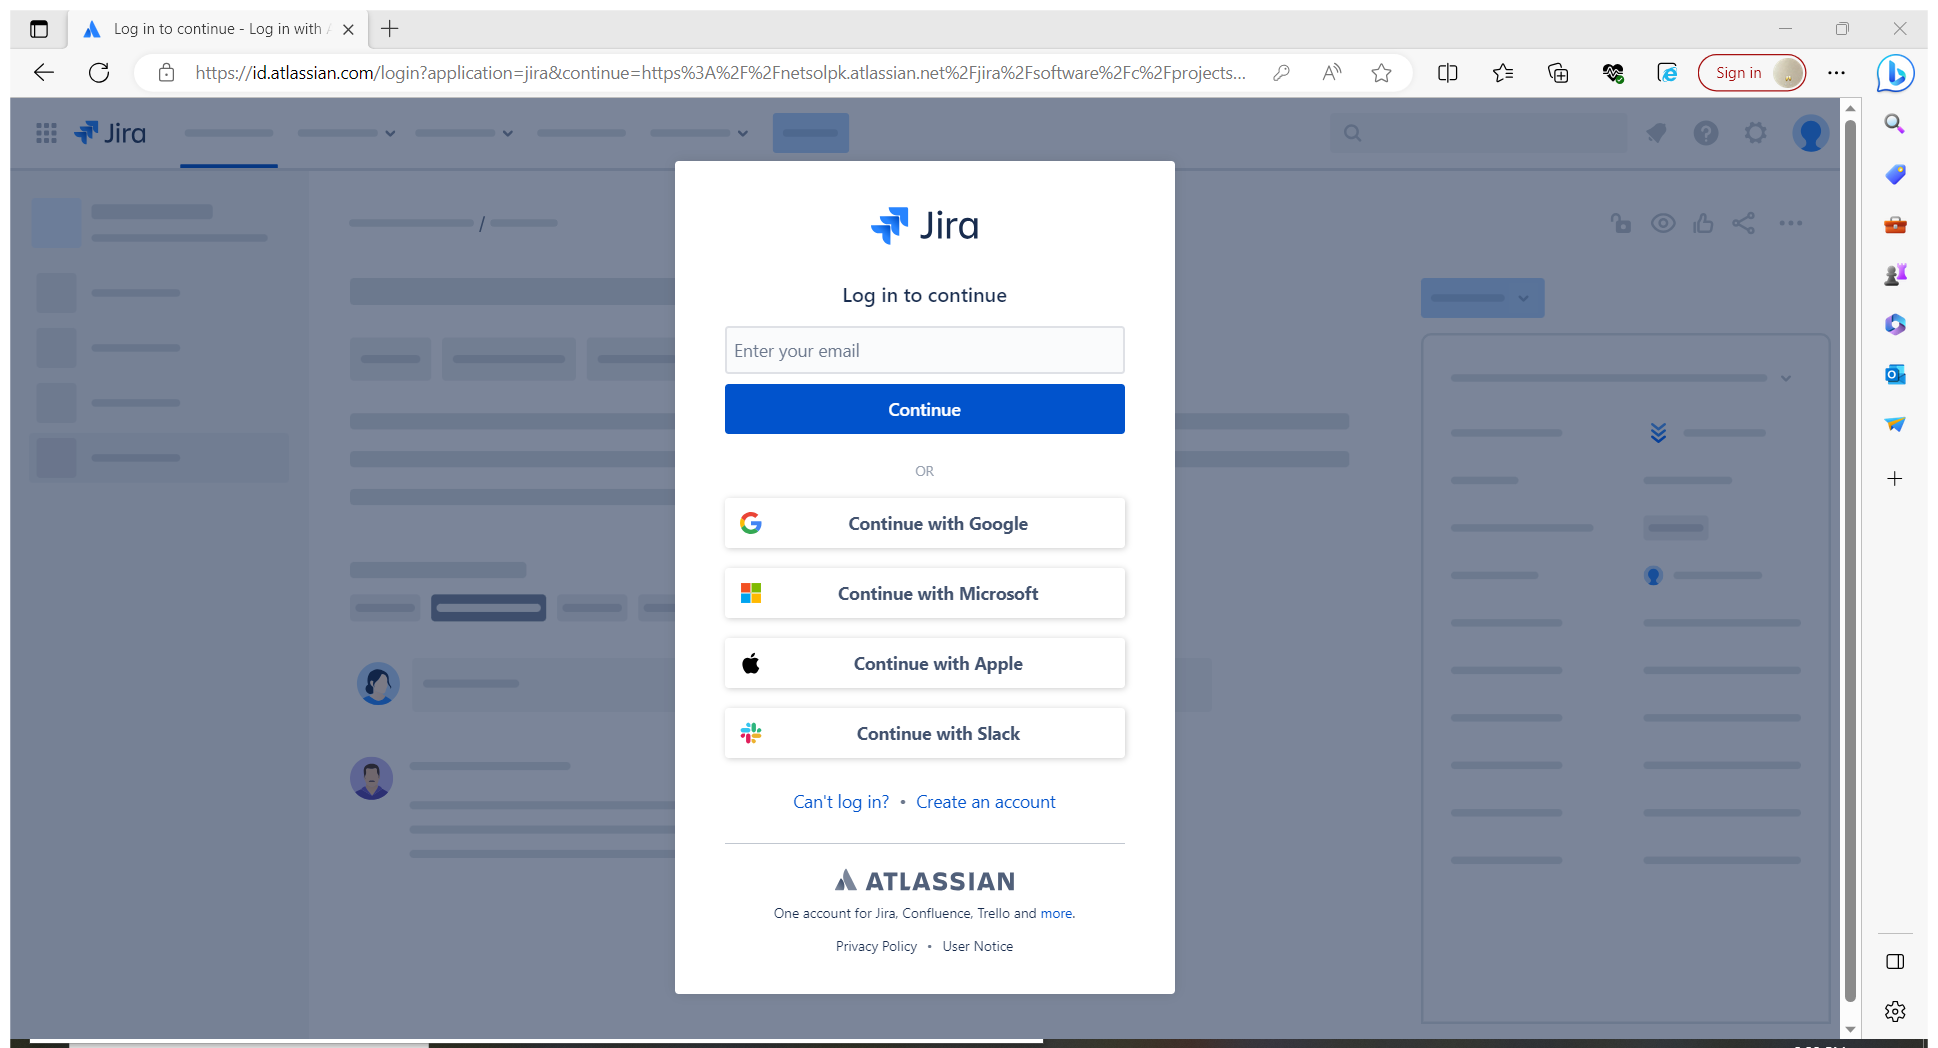 Log in to continue - Log in with
https://id.atlassian.com/login?application=jira&continue=https%3A%2F%2Fnetsolpk.atlassian.net%2Fjira%2Fsoftware%2Fc%2Fprojects...
Sign in
Jira
/
Jira
Log in to continue
Enter your email
Continue
OR
Continue with Google
Continue with Microsoft
Continue with Apple
Continue with Slack
Can't log in? • Create an account
ATLASSIAN
One account for Jira, Confluence, Trello and more.
Privacy Policy • User Notice